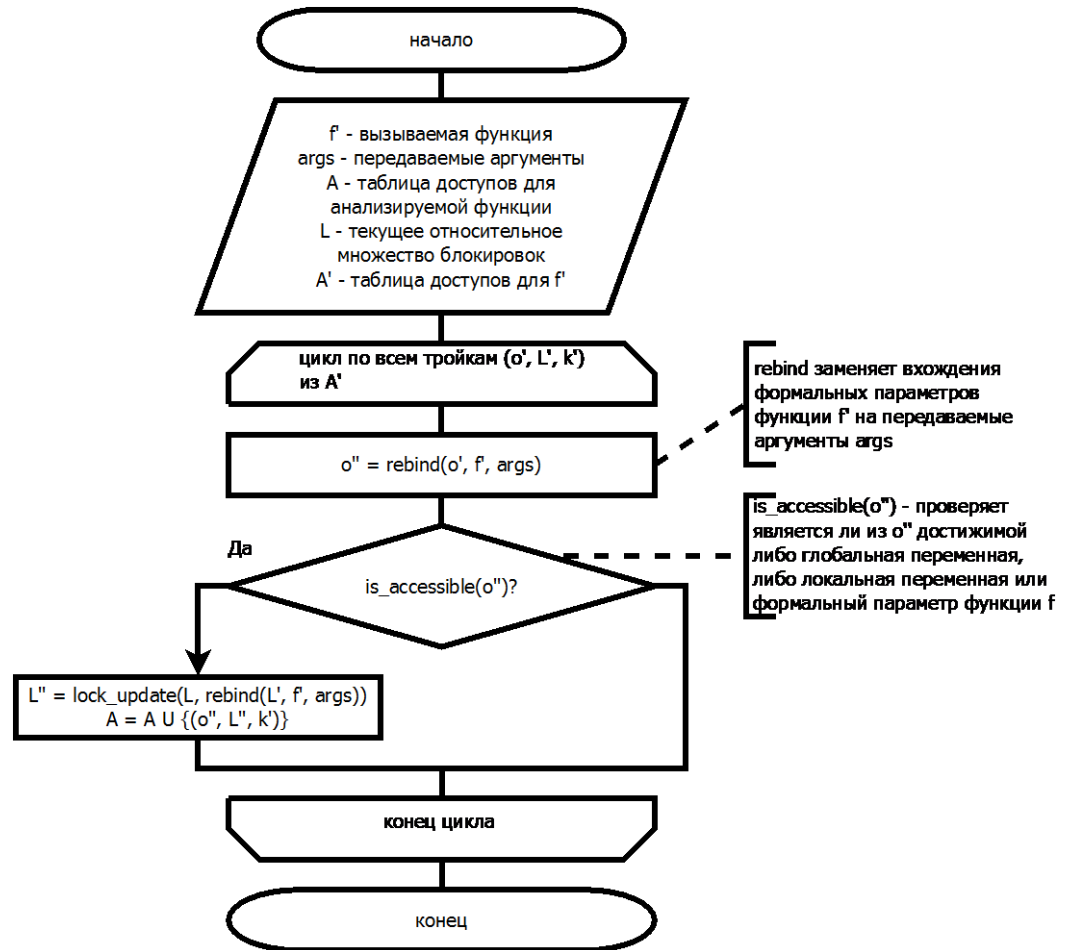 начало
f' - вызываемая функция
args - передаваемые аргументы
A - таблица доступов для
анализируемой функции
L - текущее относительное
множество блокировок
A' - таблица доступов для f'
цикл по всем тройкам (o', L', k')
из A'
rebind заменяет вхождения
формальных параметров
функции f' на передаваемые
аргументы args
o'' = rebind(o', f', args)
is_accessible(o'') - проверяет
является ли из o'' достижимой
либо глобальная переменная,
либо локальная переменная или
формальный параметр функции f
Да
is_accessible(o'')?
L'' = lock_update(L, rebind(L', f', args))
A = A U {(o'', L'', k')}
конец цикла
конец